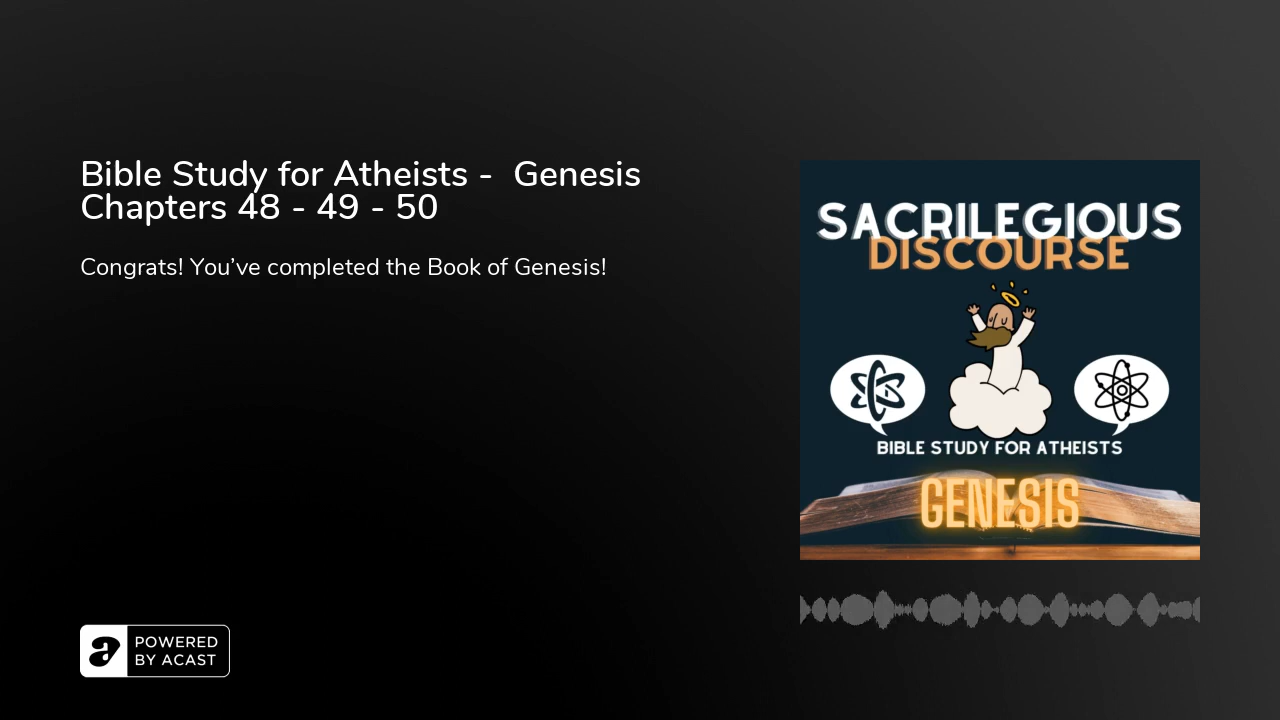 Bible Study for Atheists -  Genesis
Chapters 48 - 49 - 50
Congrats! You’ve completed the Book of Genesis!
SACRILEGIOUS
DISCOURSE
BIBLE STUDY FOR ATHEISTS
GENESIS
a POWERED
BY ACAST